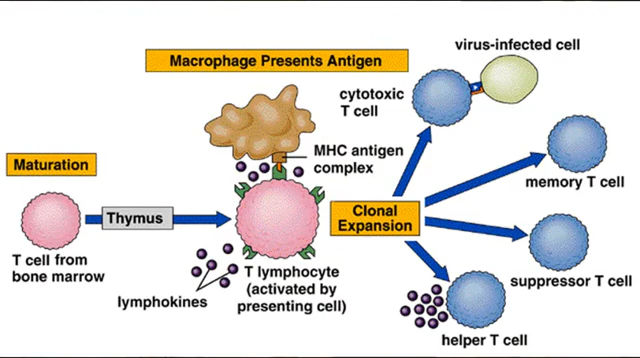 Macrophage Presents Antigen
virus-infected cell
cytotoxic
T cell
MHC antigen
complex
Maturation
memory T cell
Thymus
Clonal
Expansion
T cell from
bone marrow
lymphokines
T lymphocyte
(activated by
presenting cell)
suppressor T cell
helper T cell